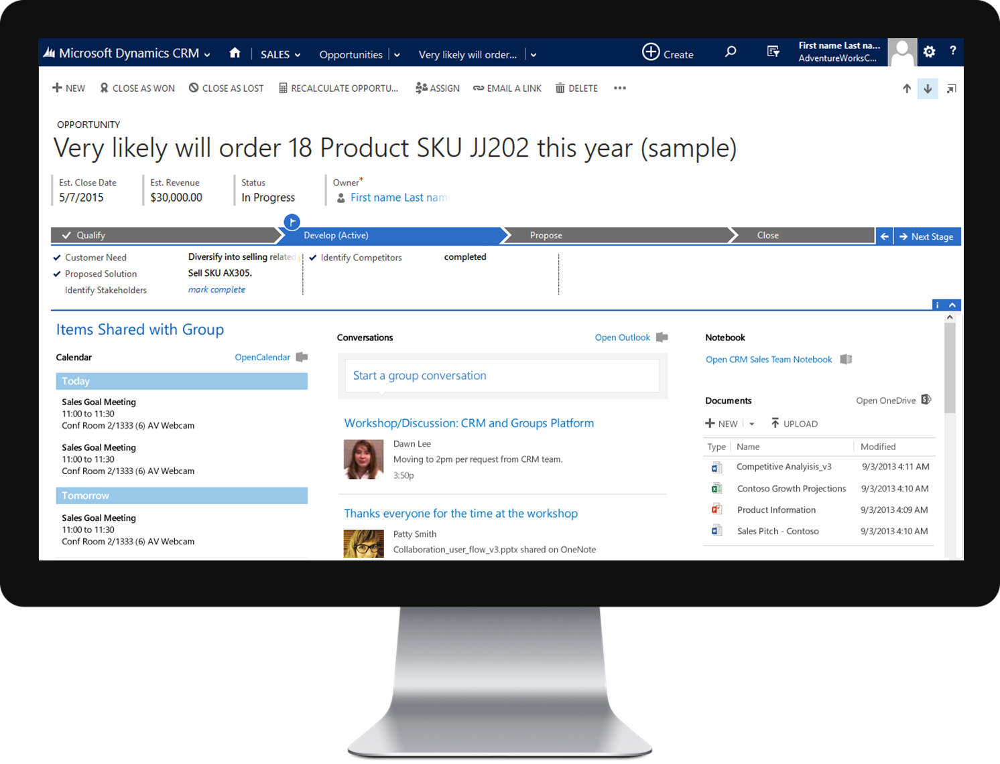 Microsoft Dynamics CRM
SALES
Opportunities
Very likely will order...
Create
First name Last na...
AdventureWorksC...
?
NEW
CLOSE AS WON
CLOSE AS LOST
RECALCULATE OPPORTU...
ASSIGN
EMAIL A LINK
DELETE
...
OPPORTUNITY
Very likely will order 18 Product SKU JJ202 this year (sample)
Est. Close Date
5/7/2015
Est. Revenue
$30,000.00
Status
In Progress
Owner*
First name Last nam
Qualify
Develop (Active)
Propose
Close
Next Stage
Customer Need
Diversify into selling related
Proposed Solution
Sell SKU AX305.
Identify Stakeholders
mark complete
Identify Competitors
completed
i
Items Shared with Group
Calendar
OpenCalendar
Today
Sales Goal Meeting
11:00 to 11:30
Conf Room 2/1333 (6) AV Webcam
Sales Goal Meeting
11:00 to 11:30
Conf Room 2/1333 (6) AV Webcam
Tomorrow
Sales Goal Meeting
11:00 to 11:30
Conf Room 2/1333 (6) AV Webcam
Conversations
Open Outlook
Start a group conversation
Workshop/Discussion: CRM and Groups Platform
Dawn Lee
Moving to 2pm per request from CRM team.
3:50p
Thanks everyone for the time at the workshop
Patty Smith
Collaboration_user_flow_v3.pptx shared on OneNote
Notebook
Open CRM Sales Team Notebook
Documents
Open OneDrive
NEW
UPLOAD
Type Name Modified
Competitive Analyisis_v3 9/3/2013 4:11 AM
Contoso Growth Projections 9/3/2013 4:10 AM
Product Information 9/3/2013 4:09 AM
Sales Pitch - Contoso 9/3/2013 4:10 AM